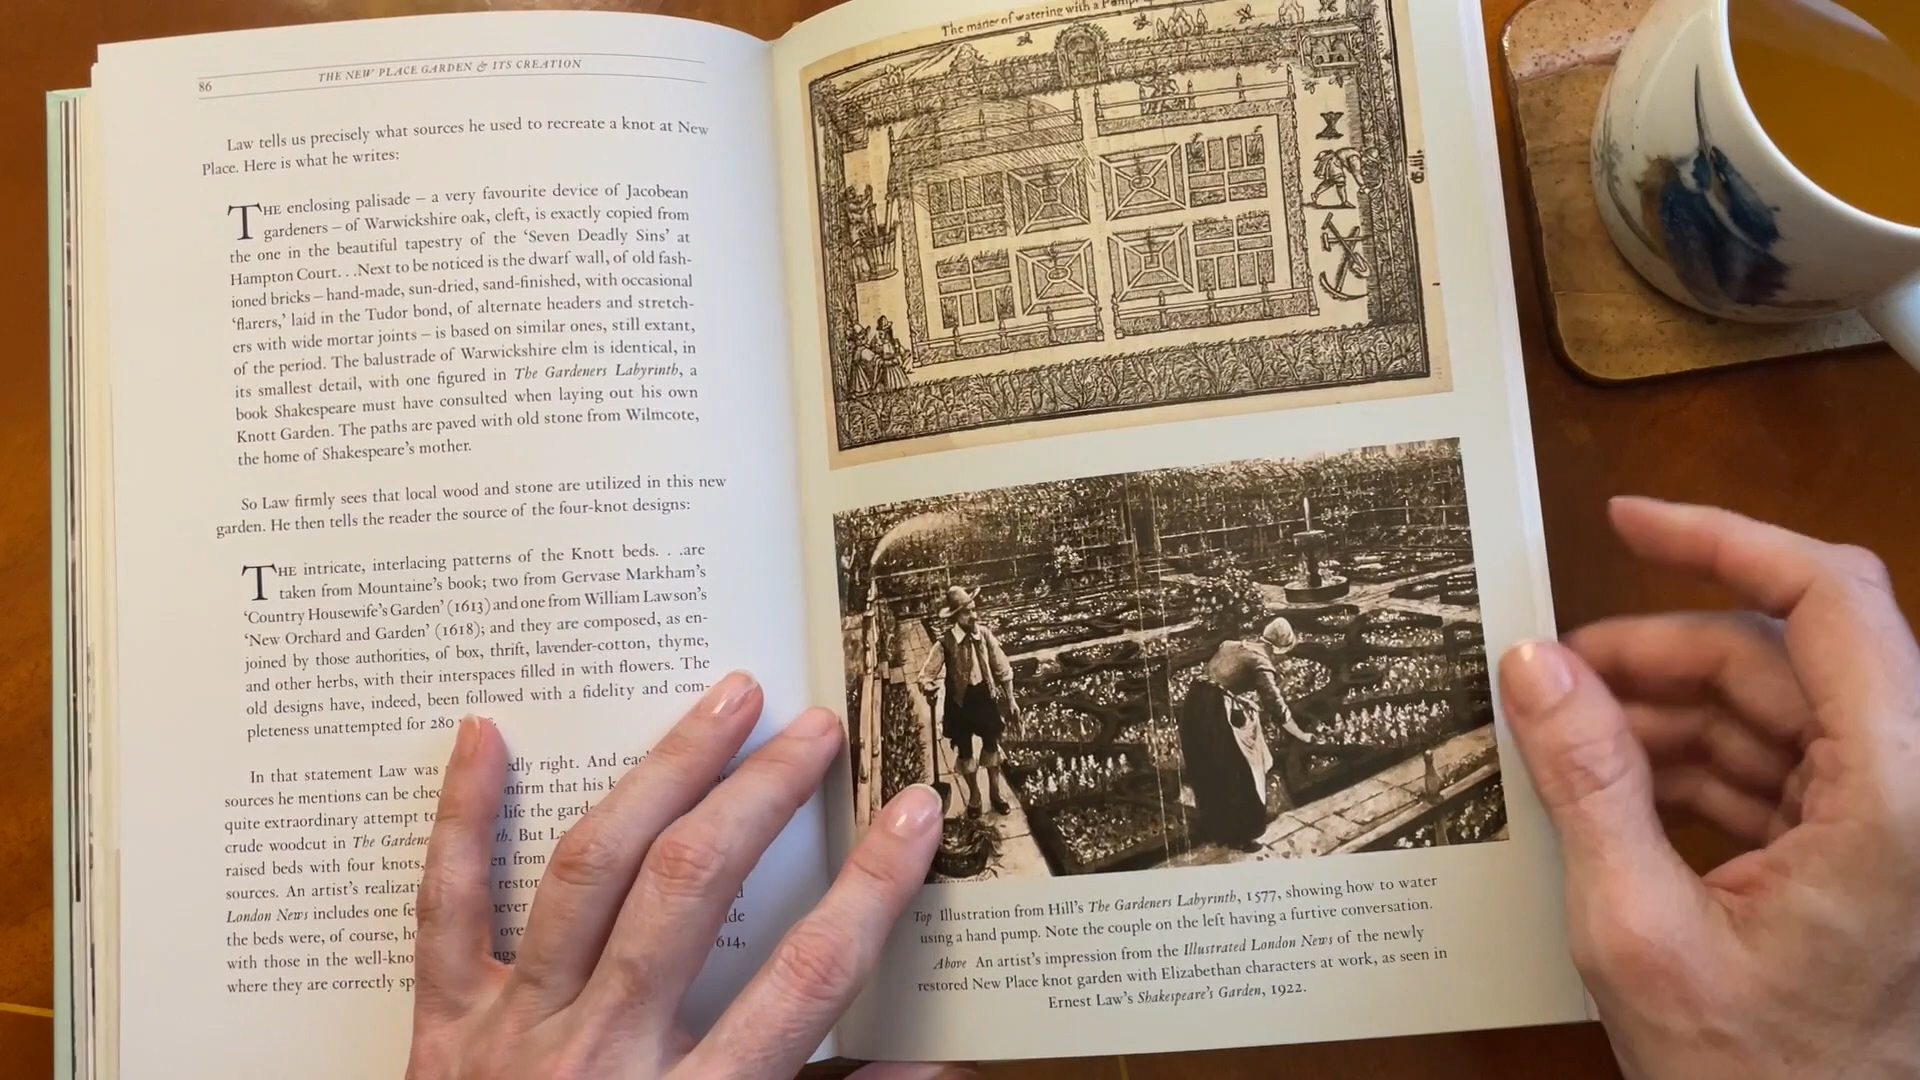 The maner of watering with a Pumpe
86
THE NEW PLACE GARDEN & ITS CREATION
Law tells us precisely what sources he used to recreate a knot at New
Place. Here is what he writes:
THE enclosing palisade – a very favourite device of Jacobean
gardeners – of Warwickshire oak, cleft, is exactly copied from
the one in the beautiful tapestry of the ‘Seven Deadly Sins’ at
Hampton Court. . .Next to be noticed is the dwarf wall, of old fash-
ioned bricks – hand-made, sun-dried, sand-finished, with occasional
‘flarers,’ laid in the Tudor bond, of alternate headers and stretch-
ers with wide mortar joints – is based on similar ones, still extant,
of the period. The balustrade of Warwickshire elm is identical, in
its smallest detail, with one figured in The Gardeners Labyrinth, a
book Shakespeare must have consulted when laying out his own
Knott Garden. The paths are paved with old stone from Wilmcote,
the home of Shakespeare’s mother.
So Law firmly sees that local wood and stone are utilized in this new
garden. He then tells the reader the source of the four-knot designs:
THE intricate, interlacing patterns of the Knott beds. . .are
taken from Mountaine’s book; two from Gervase Markham’s
‘Country Housewife’s Garden’ (1613) and one from William Lawson’s
‘New Orchard and Garden’ (1618); and they are composed, as en-
joined by those authorities, of box, thrift, lavender-cotton, thyme,
and other herbs, with their interspaces filled in with flowers. The
old designs have, indeed, been followed with a fidelity and com-
pleteness unattempted for 280
In that statement Law was right. And
sources he mentions can be that his
quite extraordinary attempt life the
crude woodcut in The But
raised beds with four knots, from
sources. An artist’s
London News includes one
the beds were, of course,
with those in the 614,
where they are correctly
Top Illustration from Hill’s The Gardeners Labyrinth, 1577, showing how to water
using a hand pump. Note the couple on the left having a furtive conversation.
Above An artist’s impression from the Illustrated London News of the newly
restored New Place knot garden with Elizabethan characters at work, as seen in
Ernest Law’s Shakespeare’s Garden, 1922.